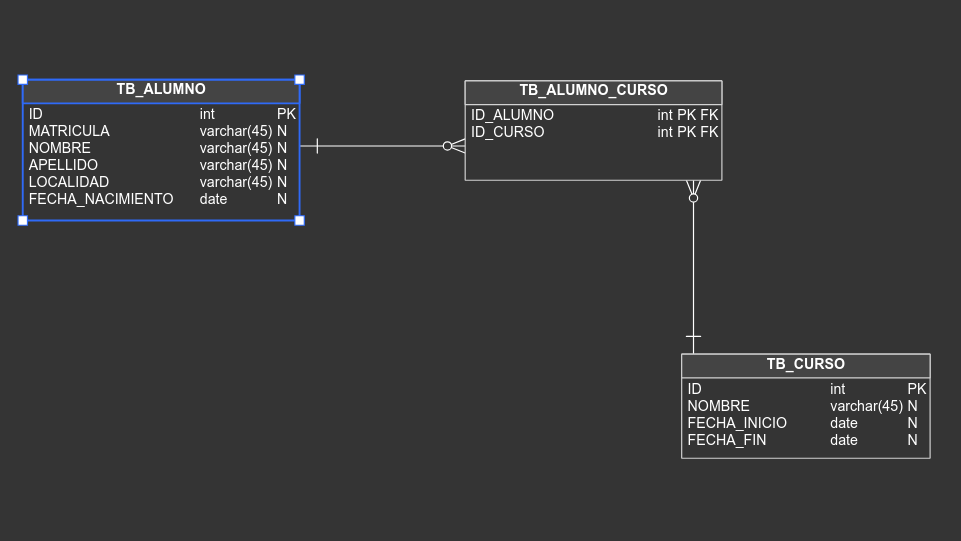 TB_ALUMNO
ID int PK
MATRICULA varchar(45) N
NOMBRE varchar(45) N
APELLIDO varchar(45) N
LOCALIDAD varchar(45) N
FECHA_NACIMIENTO date N
TB_ALUMNO_CURSO
ID_ALUMNO int PK FK
ID_CURSO int PK FK
TB_CURSO
ID int PK
NOMBRE varchar(45) N
FECHA_INICIO date N
FECHA_FIN date N